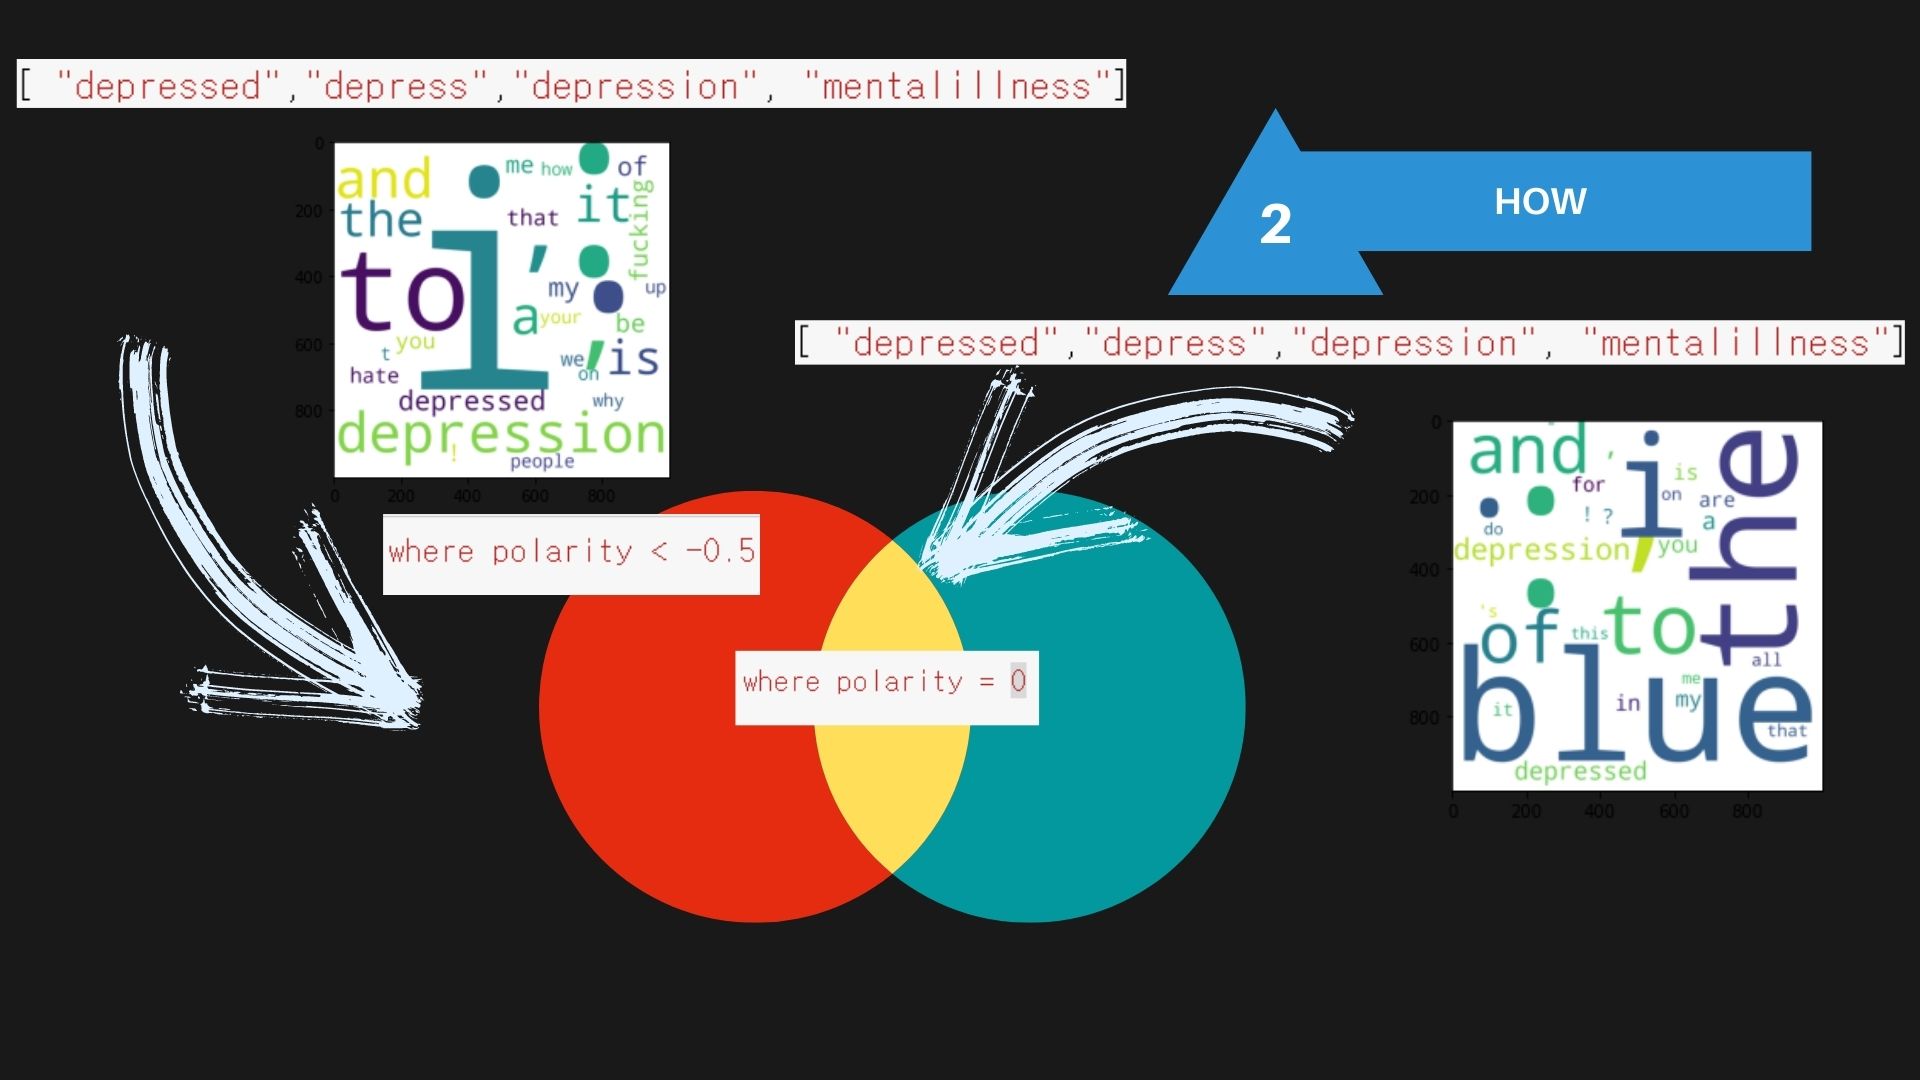 [ "depressed","depress","depression", "mentalillness"]
2
HOW
0
200
400
600
800
and
the
to
i
me
how
of
it
that
fucking
,
my
up
a
your
be
t
you
we
,
is
on
hate
depressed
why
depression
!
people
0 200 400 600 800
where polarity < -0.5
[ "depressed","depress","depression", "mentalillness"]
where polarity = 0
0
200
400
600
800
and
,
i
the
is
for
on
are
do
! ?
a
depression
,
you
's
of
this
to
all
blue
me
it
in
my
that
depressed
0 200 400 600 800